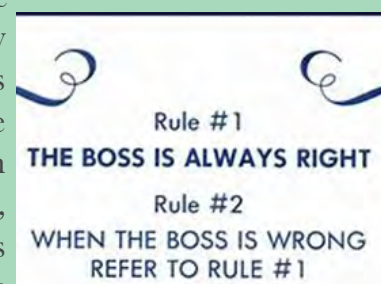 Rule #1
THE BOSS IS ALWAYS RIGHT
Rule #2
WHEN THE BOSS IS WRONG
REFER TO RULE #1